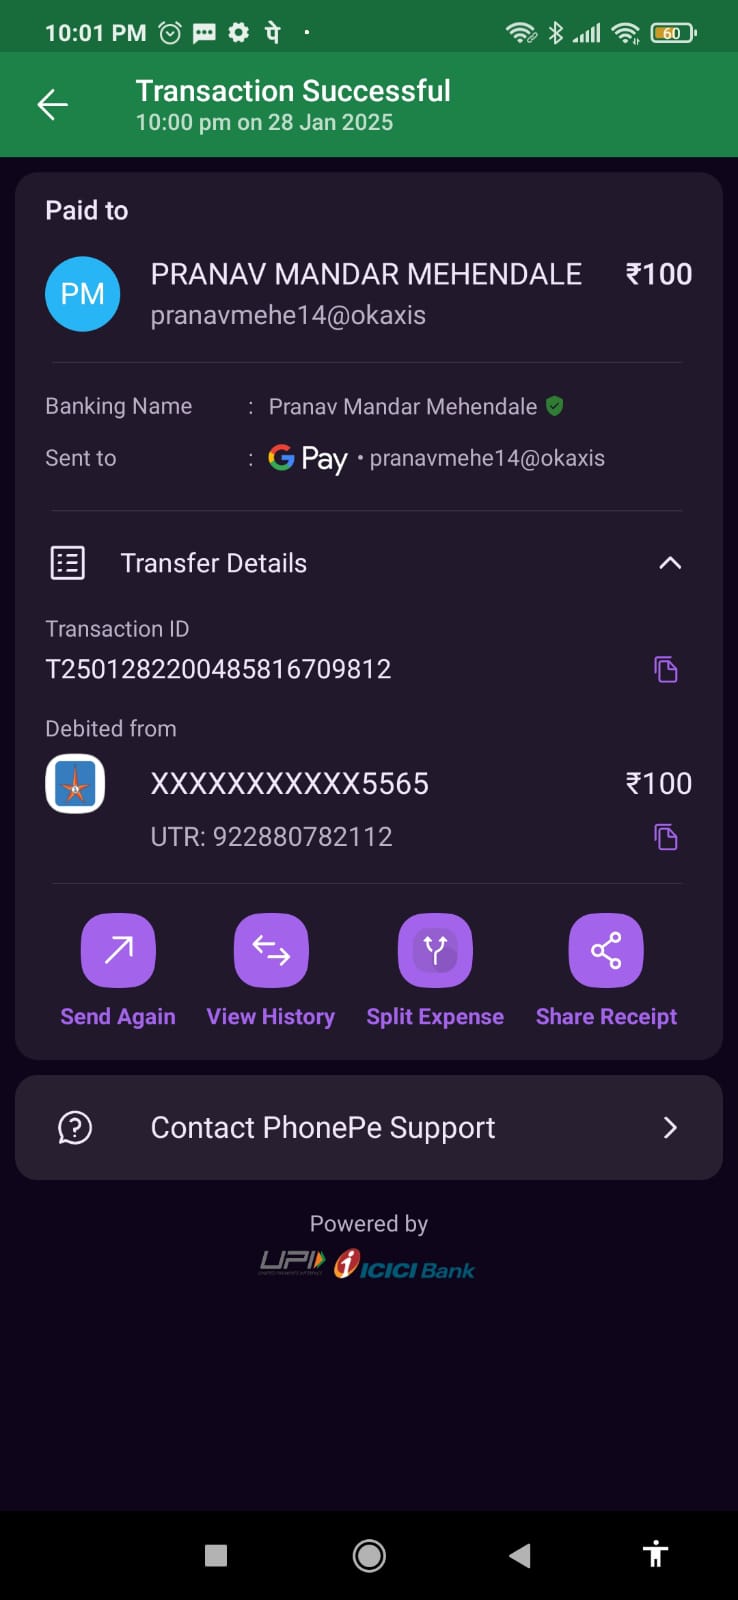 10:01 PM पे
60
Transaction Successful
10:00 pm on 28 Jan 2025
Paid to
PM
PRANAV MANDAR MEHENDALE ₹100
pranavmehe14@okaxis
Banking Name : Pranav Mandar Mehendale
Sent to : G Pay • pranavmehe14@okaxis
Transfer Details
Transaction ID
T2501282200485816709812
Debited from
XXXXXXXXXXX5565 ₹100
UTR: 922880782112
Send Again View History Split Expense Share Receipt
Contact PhonePe Support
Powered by
UPI ICICI Bank